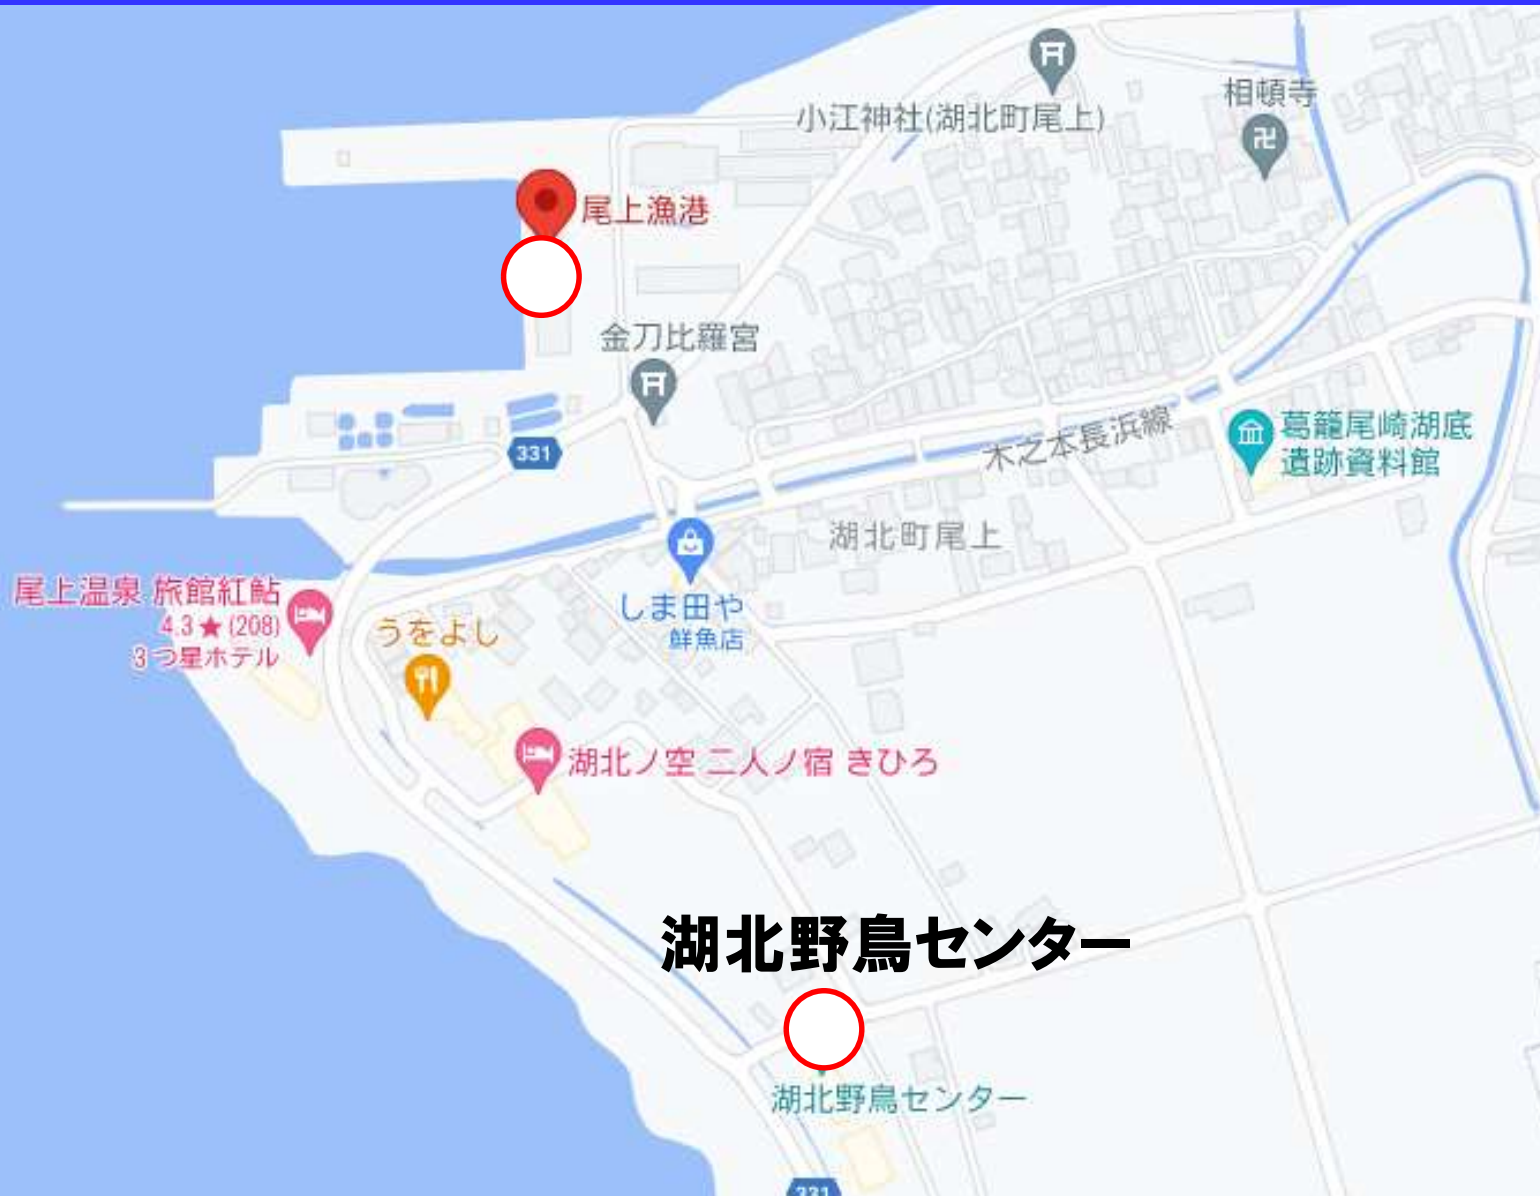 相頓寺
小江神社(湖北町尾上)
尾上漁港
金刀比羅宮
331
木之本長浜線
葛籠尾崎湖底
遺跡資料館
湖北町尾上
尾上温泉 旅館紅鮎
4.3★(208)
3つ星ホテル
うをよし
しま田や
鮮魚店
湖北ノ空 二人ノ宿 きひろ
湖北野鳥センター
湖北野鳥センター
331